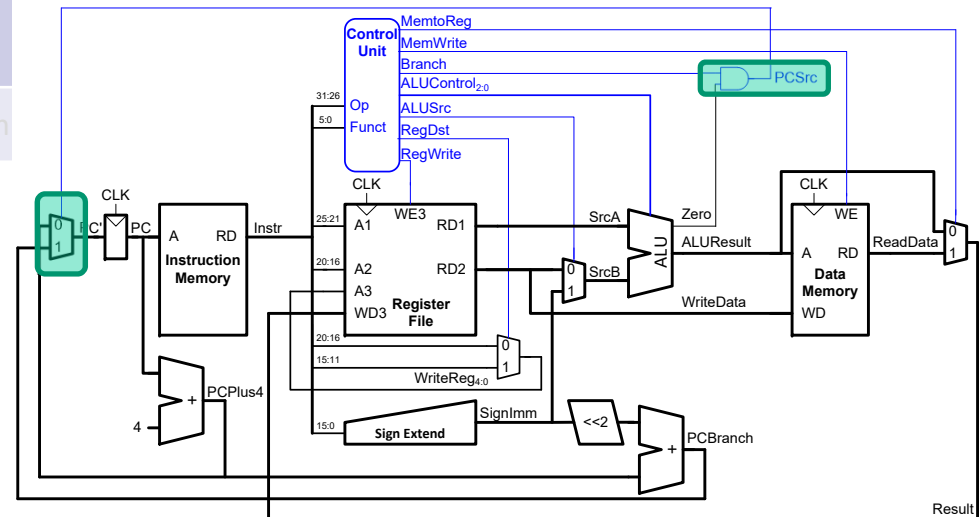 MemtoReg
Control
Unit
MemWrite
Branch
PCSrc
ALUControl2:0
31:26
Op
ALUSrc
5:0
Funct
RegDst
RegWrite
CLK
CLK
CLK
0
1
PC'
PC
A
RD
Instruction
Memory
Instr
25:21
A1
WE3
RD1
SrcA
Zero
WE
0
1
ALU
ALUResult
20:16
A2
RD2
0
1
SrcB
A
RD
ReadData
Data
Memory
A3
Register
File
WD3
WriteData
WD
20:16
0
15:11
1
WriteReg4:0
PCPlus4
+
4
15:0
Sign Extend
SignImm
<<2
+
PCBranch
Result